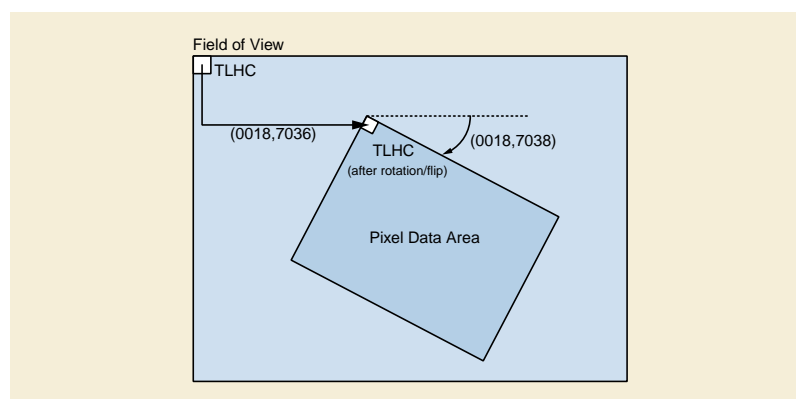 Field of View
TLHC
(0018,7036)
(0018,7038)
TLHC
(after rotation/flip)
Pixel Data Area